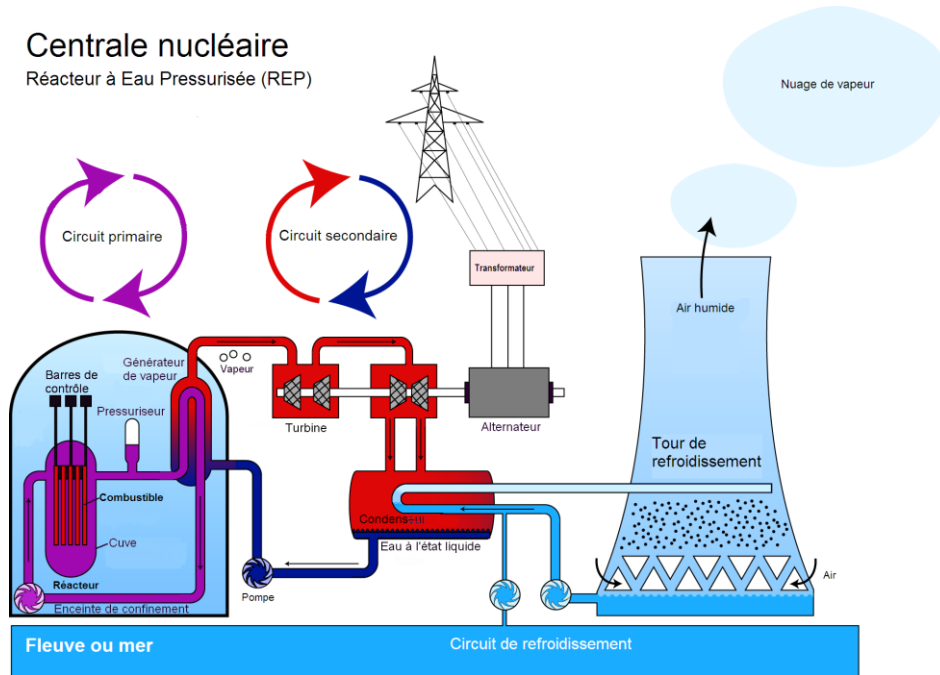 Centrale nucléaire
Réacteur à Eau Pressurisée (REP)
Nuage de vapeur
Circuit primaire
Circuit secondaire
Transformateur
Air humide
Générateur
de vapeur
Vapeur
Barres de
contrôle
Pressuriseur
Turbine
Alternateur
Tour de
refroidissement
Combustible
Eau à l'état liquide
Cuve
Air
Réacteur
Pompe
Enceinte de confinement
Fleuve ou mer
Circuit de refroidissement